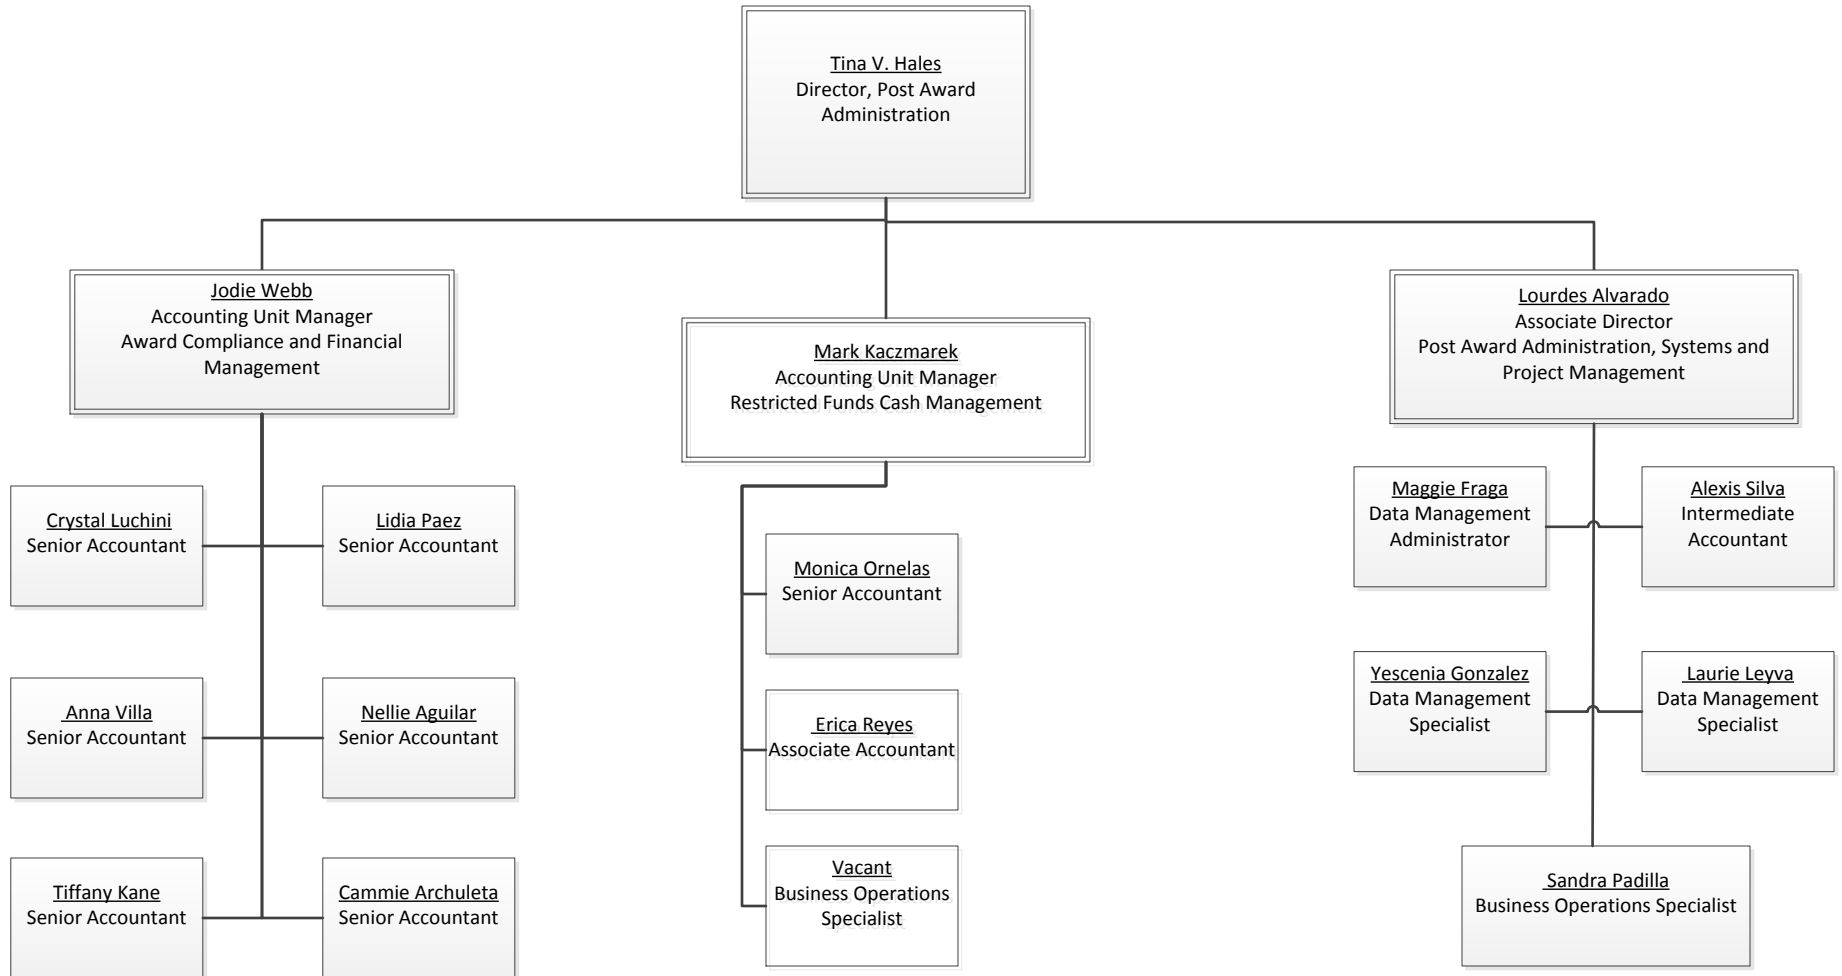 Tina V. Hales
Director, Post Award
Administration
Jodie Webb
Accounting Unit Manager
Award Compliance and Financial
Management
Mark Kaczmarek
Accounting Unit Manager
Restricted Funds Cash Management
Lourdes Alvarado
Associate Director
Post Award Administration, Systems and
Project Management
Crystal Luchini
Senior Accountant
Lidia Paez
Senior Accountant
Anna Villa
Senior Accountant
Nellie Aguilar
Senior Accountant
Tiffany Kane
Senior Accountant
Cammie Archuleta
Senior Accountant
Monica Ornelas
Senior Accountant
Erica Reyes
Associate Accountant
Vacant
Business Operations
Specialist
Maggie Fraga
Data Management
Administrator
Alexis Silva
Intermediate
Accountant
Yescenia Gonzalez
Data Management
Specialist
Laurie Leyva
Data Management
Specialist
Sandra Padilla
Business Operations Specialist